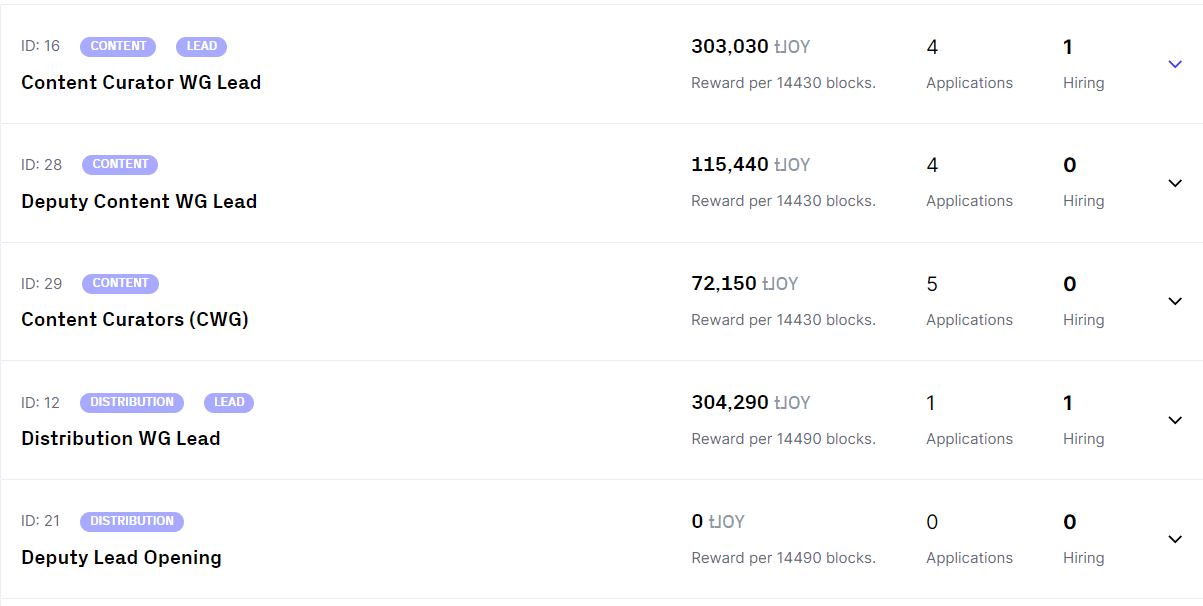 ID: 16 CONTENT LEAD 303,030 tJOY 4 1
Content Curator WG Lead Reward per 14430 blocks. Applications Hiring
ID: 28 CONTENT 115,440 tJOY 4 0
Deputy Content WG Lead Reward per 14430 blocks. Applications Hiring
ID: 29 CONTENT 72,150 tJOY 5 0
Content Curators (CWG) Reward per 14430 blocks. Applications Hiring
ID: 12 DISTRIBUTION LEAD 304,290 tJOY 1 1
Distribution WG Lead Reward per 14490 blocks. Applications Hiring
ID: 21 DISTRIBUTION 0 tJOY 0 0
Deputy Lead Opening Reward per 14490 blocks. Applications Hiring